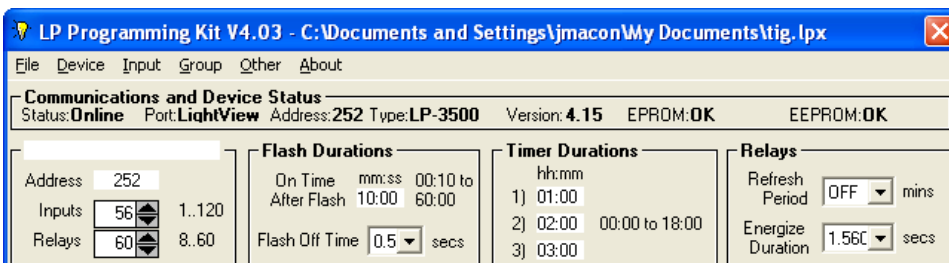 LP Programming Kit V4.03 - C:\Documents and Settings\jmacon\My Documents\tig.lpx
File Device Input Group Other About
Communications and Device Status
Status:Online Port:LightView Address:252 Type:LP-3500 Version: 4.15 EPROM:OK EEPROM:OK
Address 252
Inputs 56 1..120
Relays 60 8..60
Flash Durations
On Time mm:ss 00:10 to
After Flash 10:00 60:00
Flash Off Time 0.5 secs
Timer Durations
hh:mm
1) 01:00
2) 02:00 00:00 to 18:00
3) 03:00
Relays
Refresh
Period OFF mins
Energize
Duration 1.560 secs